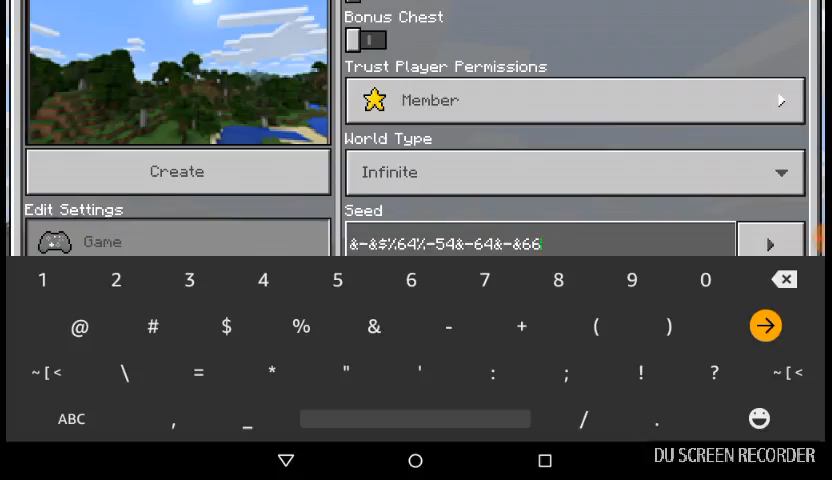 Bonus Chest
Trust Player Permissions
Member
World Type
Infinite
Create
Edit Settings
Seed
Game
&-&$%64%-54&-64&-&66
1 2 3 4 5 6 7 8 9 0
@ # $ % & - + ( )
~[< \ = * " ' : ; ! ? ~[<
ABC , _ / .
DU SCREEN RECORDER